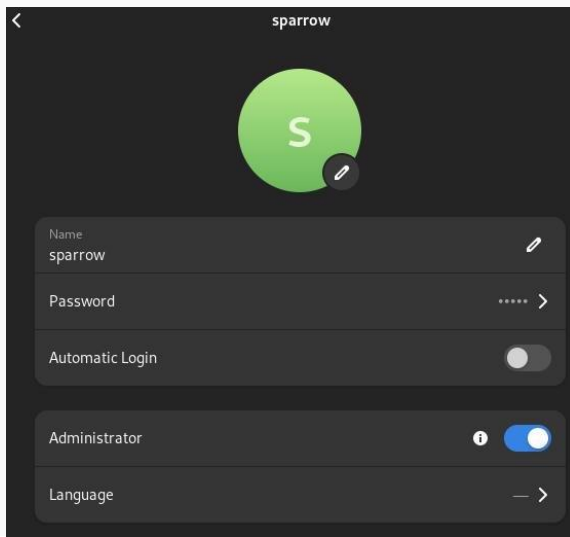 sparrow
S
Name
sparrow
Password •••••
Automatic Login
Administrator
Language —